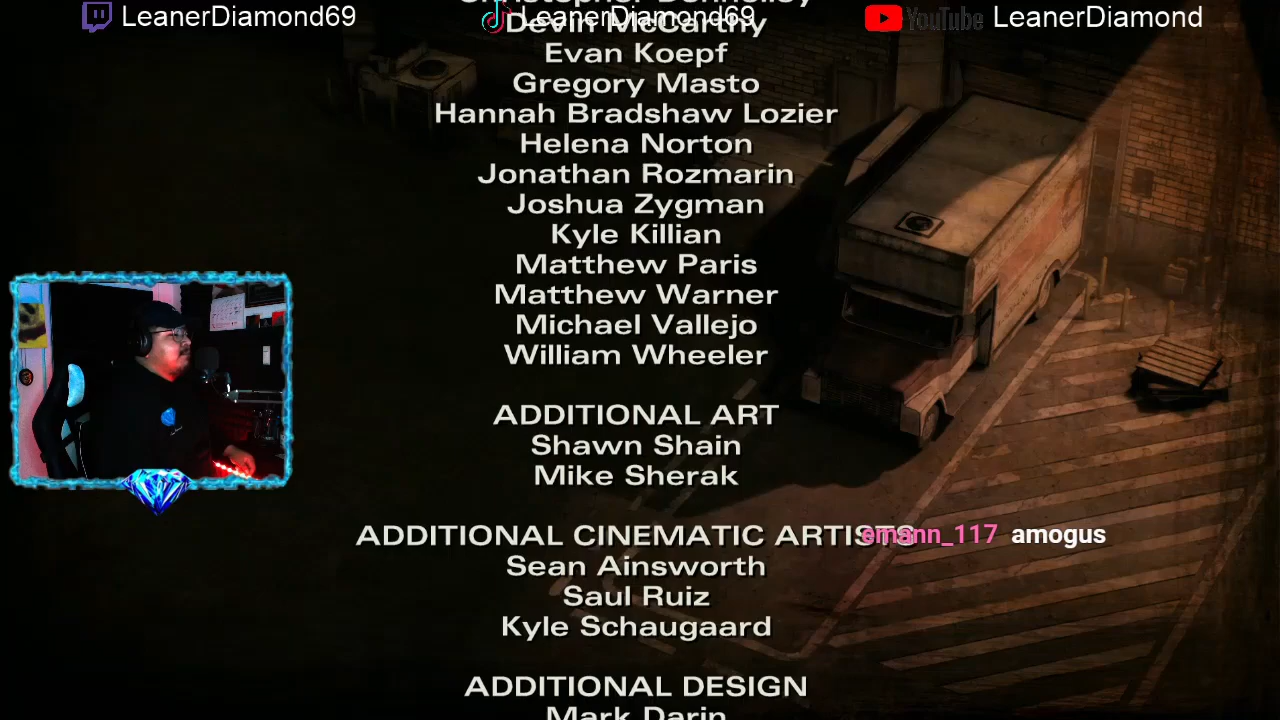 LeanerDiamond69
LeanerDiamond69
YouTube LeanerDiamond
Devin McCarthy
Evan Koepf
Gregory Masto
Hannah Bradshaw Lozier
Helena Norton
Jonathan Rozmarin
Joshua Zygman
Kyle Killian
Matthew Paris
Matthew Warner
Michael Vallejo
William Wheeler
ADDITIONAL ART
Shawn Shain
Mike Sherak
ADDITIONAL CINEMATIC ARTISTS
emann_117 amogus
Sean Ainsworth
Saul Ruiz
Kyle Schaugaard
ADDITIONAL DESIGN
Mark Darin